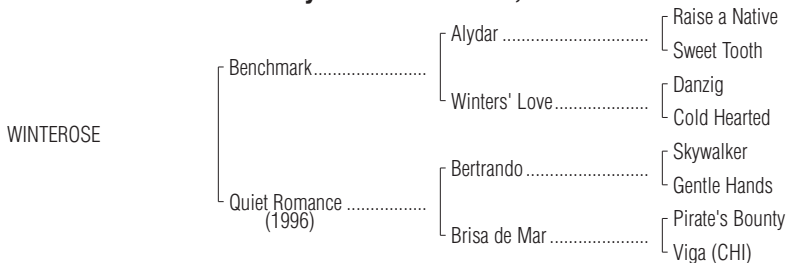 Raise a Native
Alydar ..................................
Sweet Tooth
Benchmark..........................
Danzig
Winters' Love.......................
Cold Hearted
WINTEROSE
Skywalker
Bertrando ............................
Gentle Hands
Quiet Romance ..................
(1996)
Pirate's Bounty
Brisa de Mar .......................
Viga (CHI)